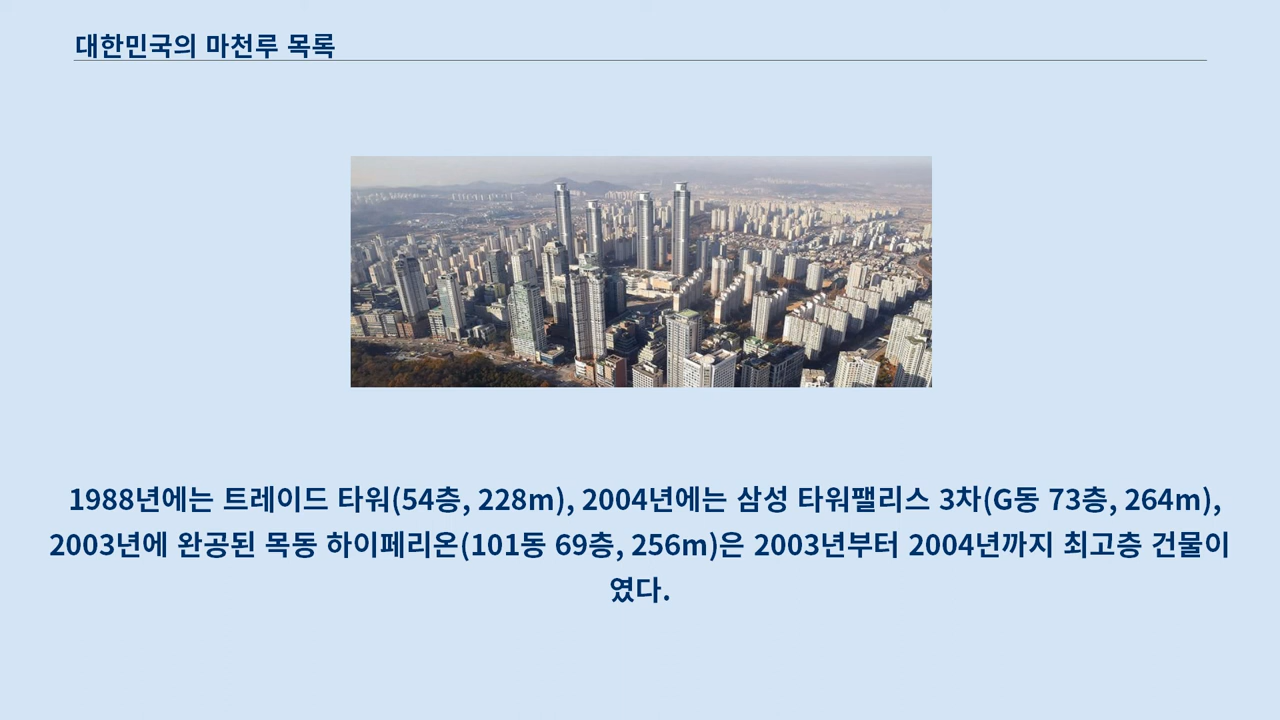 대한민국의 마천루 목록
1988년에는 트레이드 타워(54층, 228m), 2004년에는 삼성 타워팰리스 3차(G동 73층, 264m),
2003년에 완공된 목동 하이페리온(101동 69층, 256m)은 2003년부터 2004년까지 최고층 건물이
였다.